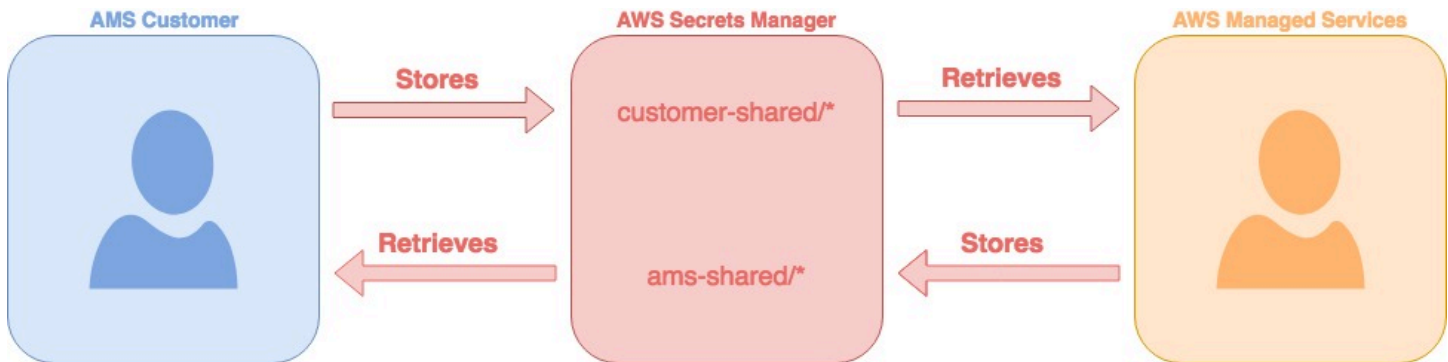 AMS Customer
AWS Secrets Manager
AWS Managed Services
Stores
Retrieves
customer-shared/*
Retrieves
Stores
ams-shared/*